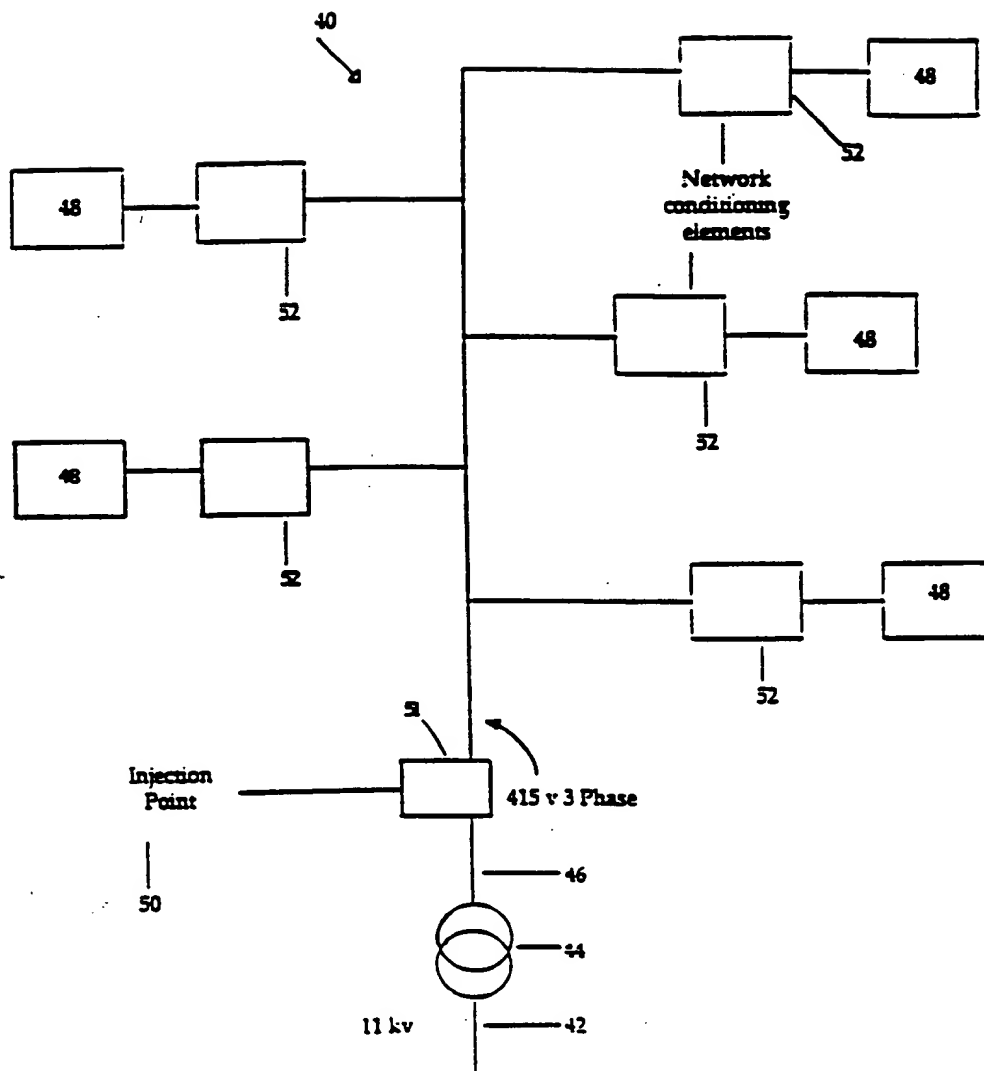 40
48
52
Network
conditioning
elements
48
52
48
52
48
52
48
52
51
Injection
Point
415 v 3 Phase
46
50
44
11 kv
42